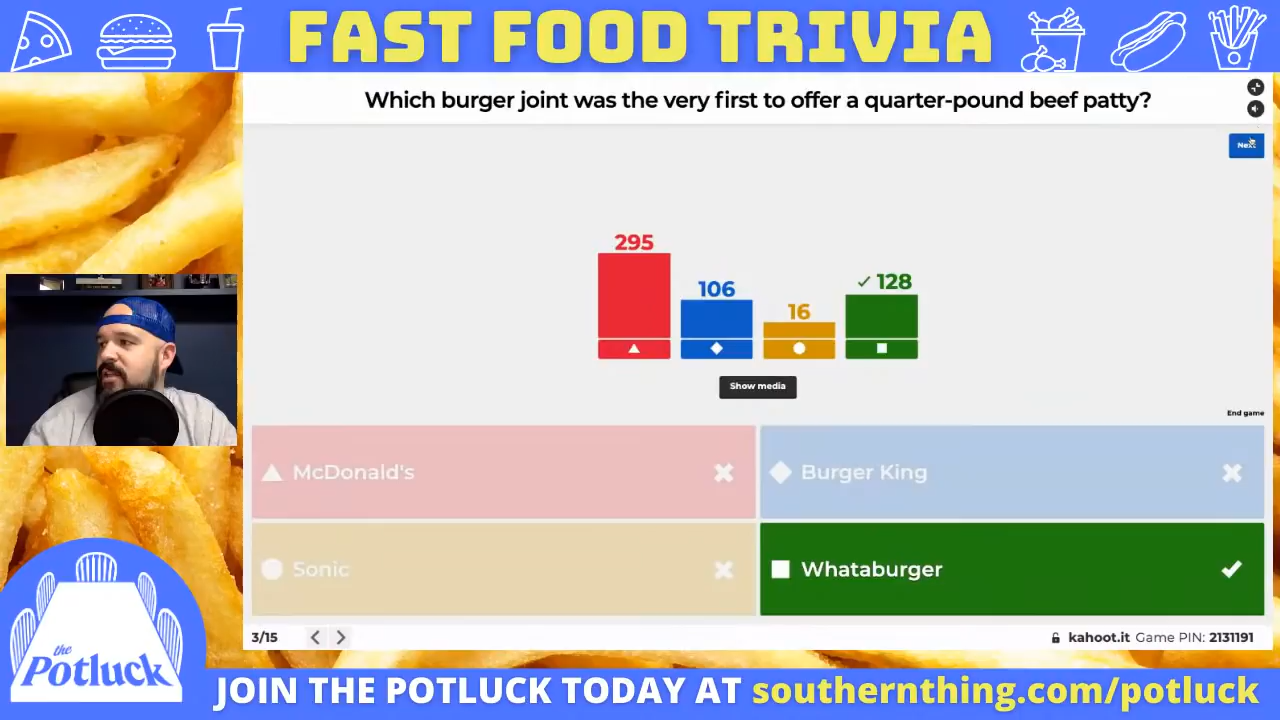 FAST FOOD TRIVIA
Which burger joint was the very first to offer a quarter-pound beef patty?
Next
295
106
16
128
Show media
End game
McDonald's
Burger King
Sonic
Whataburger
3/15
kahoot.it Game PIN: 2131191
the
Potluck
JOIN THE POTLUCK TODAY AT southernthing.com/potluck